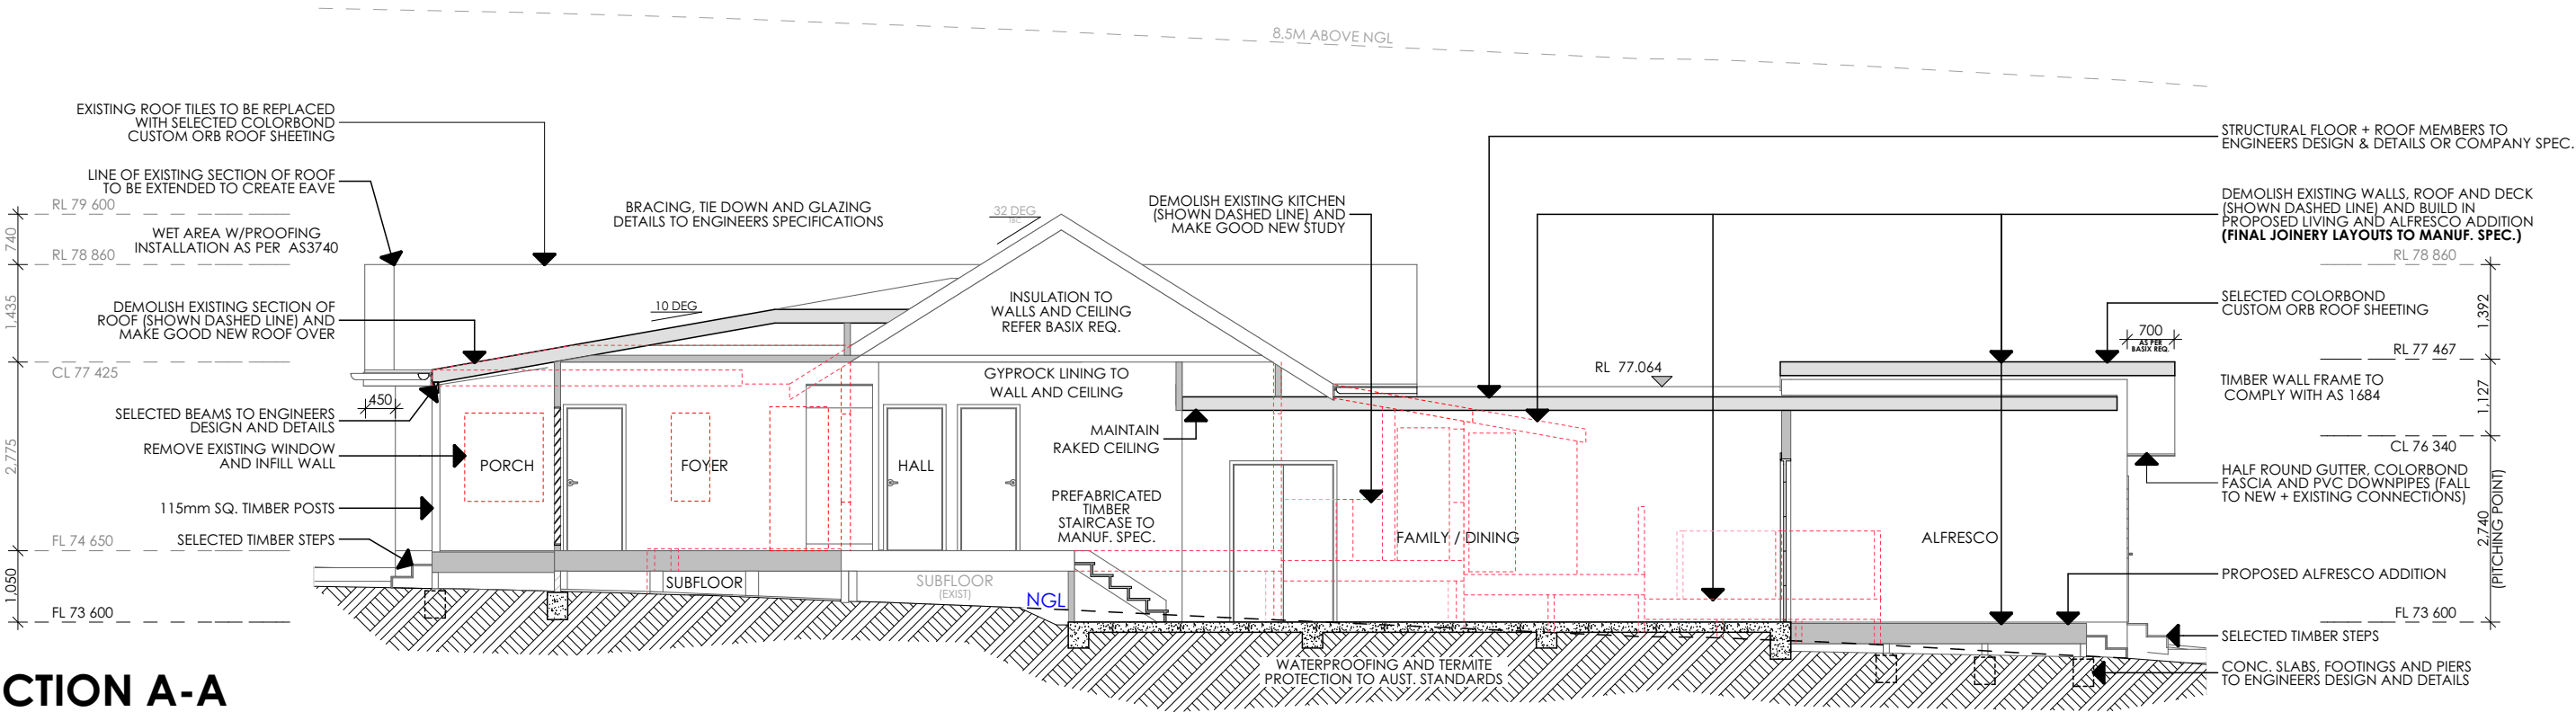 8.5M ABOVE NGL
EXISTING ROOF TILES TO BE REPLACED
WITH SELECTED COLORBOND
CUSTOM ORB ROOF SHEETING
LINE OF EXISTING SECTION OF ROOF
TO BE EXTENDED TO CREATE EAVE
RL 79 600
WET AREA W/PROOFING
INSTALLATION AS PER AS3740
RL 78 860
DEMOLISH EXISTING SECTION OF
ROOF (SHOWN DASHED LINE) AND
MAKE GOOD NEW ROOF OVER
CL 77 425
450
SELECTED BEAMS TO ENGINEERS
DESIGN AND DETAILS
REMOVE EXISTING WINDOW
AND INFILL WALL
115mm SQ. TIMBER POSTS
SELECTED TIMBER STEPS
FL 74 650
FL 73 600
740
1,435
2,775
1,050
BRACING, TIE DOWN AND GLAZING
DETAILS TO ENGINEERS SPECIFICATIONS
32 DEG
10 DEG
INSULATION TO
WALLS AND CEILING
REFER BASIX REQ.
GYPROCK LINING TO
WALL AND CEILING
DEMOLISH EXISTING KITCHEN
(SHOWN DASHED LINE) AND
MAKE GOOD NEW STUDY
MAINTAIN
RAKED CEILING
PREFABRICATED
TIMBER
STAIRCASE TO
MANUF. SPEC.
PORCH
FOYER
HALL
FAMILY / DINING
ALFRESCO
SUBFLOOR
SUBFLOOR
(EXIST)
NGL
WATERPROOFING AND TERMITE
PROTECTION TO AUST. STANDARDS
RL 77.064
STRUCTURAL FLOOR + ROOF MEMBERS TO
ENGINEERS DESIGN & DETAILS OR COMPANY SPEC.
DEMOLISH EXISTING WALLS, ROOF AND DECK
(SHOWN DASHED LINE) AND BUILD IN
PROPOSED LIVING AND ALFRESCO ADDITION
(FINAL JOINERY LAYOUTS TO MANUF. SPEC.)
RL 78 860
SELECTED COLORBOND
CUSTOM ORB ROOF SHEETING
700
AS PER
BASIX REQ.
RL 77 467
TIMBER WALL FRAME TO
COMPLY WITH AS 1684
CL 76 340
HALF ROUND GUTTER, COLORBOND
FASCIA AND PVC DOWNPIPES (FALL
TO NEW + EXISTING CONNECTIONS)
PROPOSED ALFRESCO ADDITION
FL 73 600
SELECTED TIMBER STEPS
CONC. SLABS, FOOTINGS AND PIERS
TO ENGINEERS DESIGN AND DETAILS
1,392
1,127
2,740
(PITCHING POINT)
CTION A-A